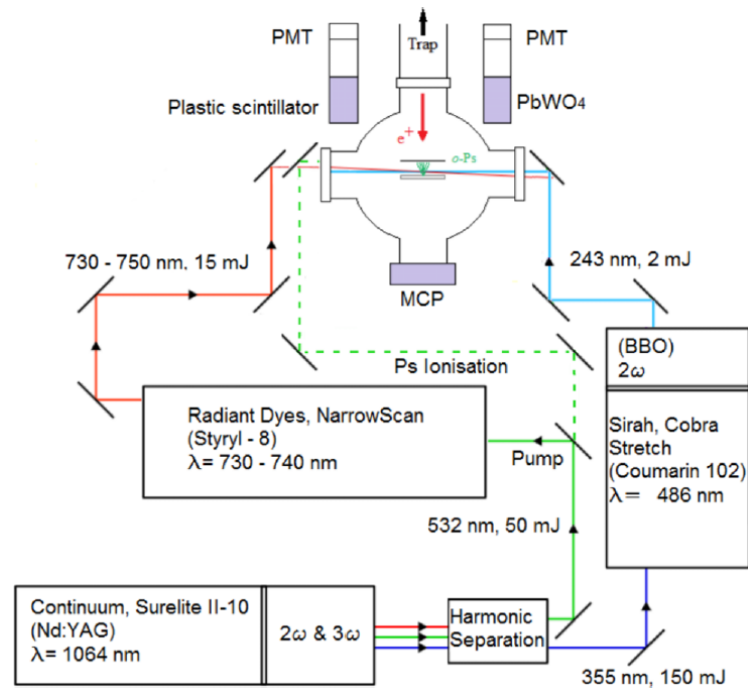 PMT
Trap
PMT
Plastic scintillator
PbWO4
e+
o-Ps
730 - 750 nm, 15 mJ
243 nm, 2 mJ
MCP
Ps Ionisation
(BBO)
2ω
Radiant Dyes, NarrowScan
(Styryl - 8)
λ= 730 - 740 nm
Pump
Sirah, Cobra
Stretch
(Coumarin 102)
λ= 486 nm
532 nm, 50 mJ
Continuum, Surelite II-10
(Nd:YAG)
λ= 1064 nm
2ω & 3ω
Harmonic
Separation
355 nm, 150 mJ